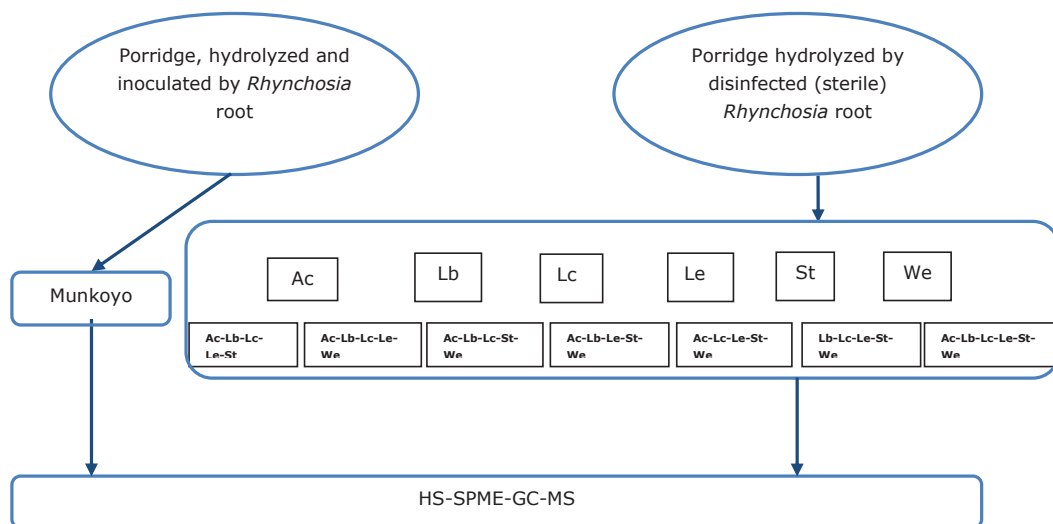 Porridge, hydrolyzed and
inoculated by Rhynchosia
root
Porridge hydrolyzed by
disinfected (sterile)
Rhynchosia root
Munkoyo
Ac
Lb
Lc
Le
St
We
Ac-Lb-Lc-
Le-St
Ac-Lb-Lc-Le-
We
Ac-Lb-Lc-St-
We
Ac-Lb-Le-St-
We
Ac-Lc-Le-St-
We
Lb-Lc-Le-St-
We
Ac-Lb-Lc-Le-St-
We
HS-SPME-GC-MS